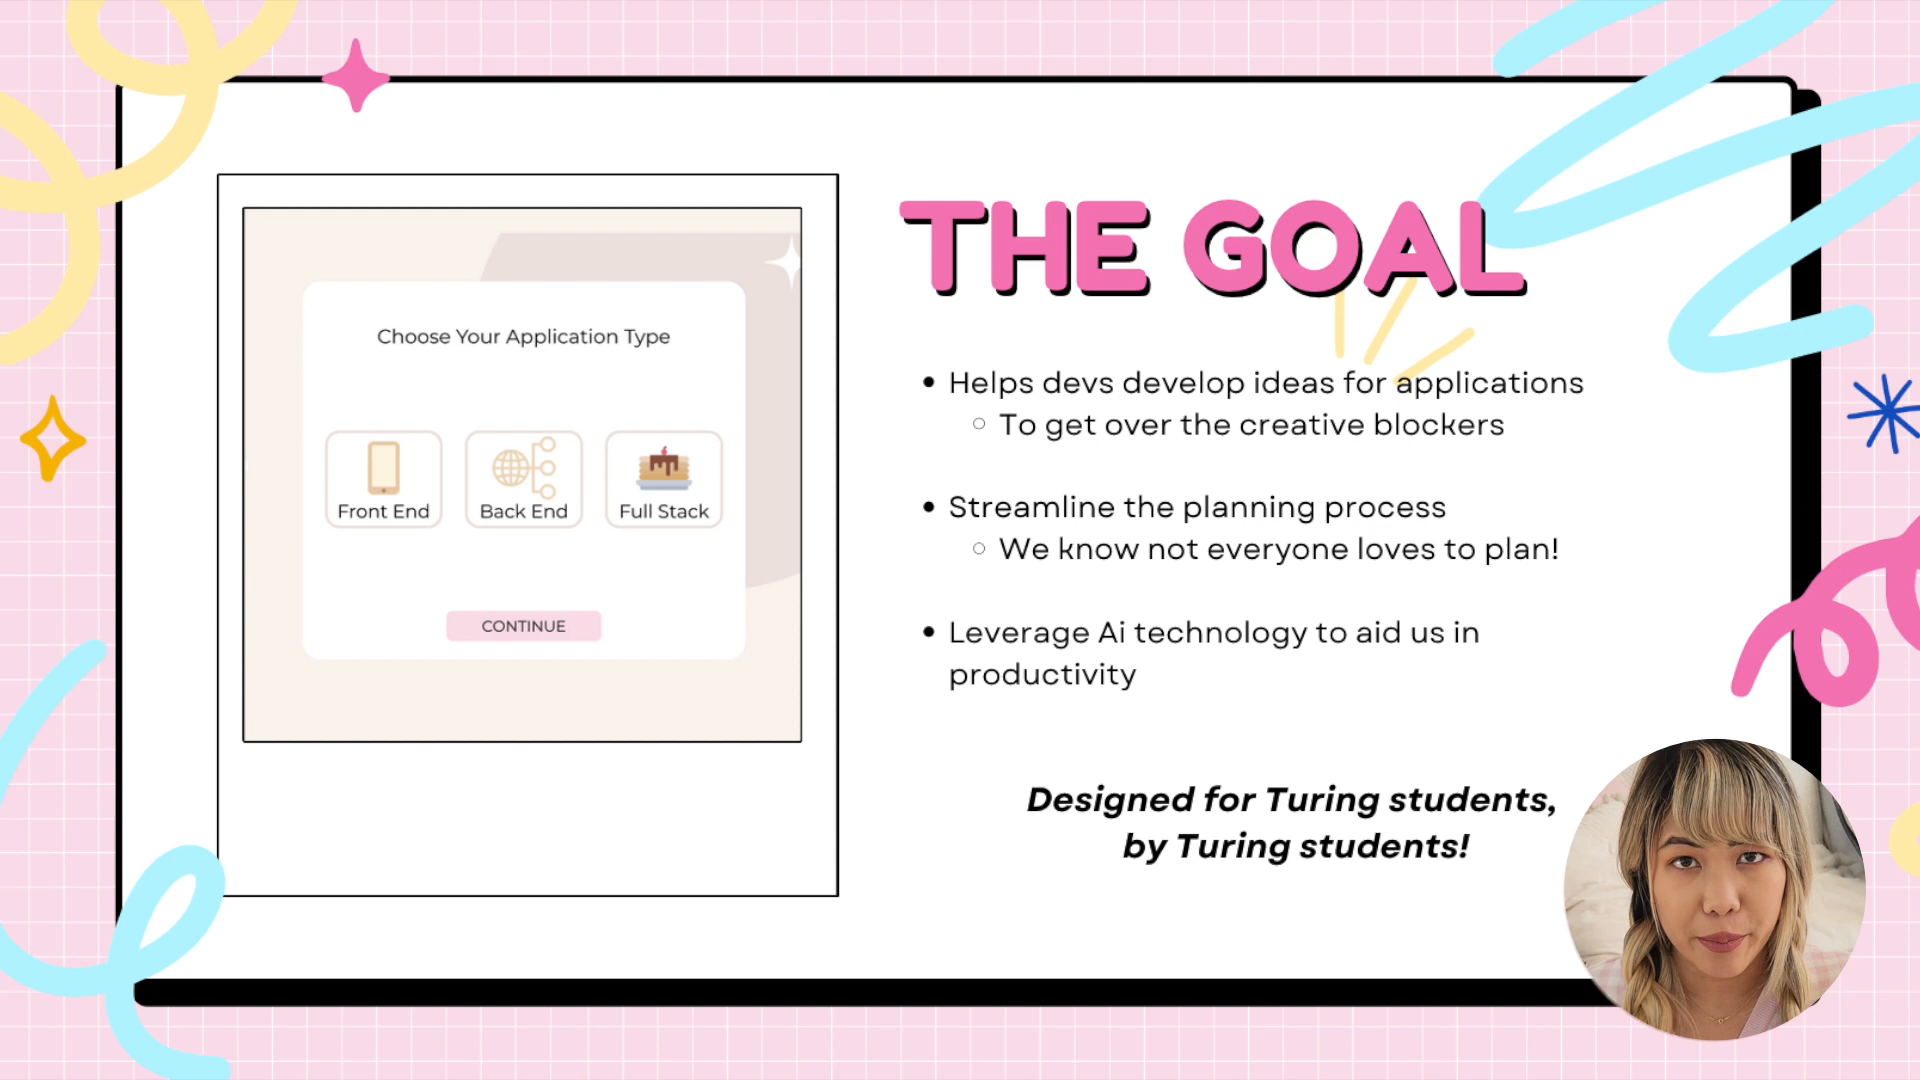 Choose Your Application Type
Front End
Back End
Full Stack
CONTINUE
THE GOAL
Helps devs develop ideas for applications
To get over the creative blockers
Streamline the planning process
We know not everyone loves to plan!
Leverage Ai technology to aid us in
productivity
Designed for Turing students,
by Turing students!